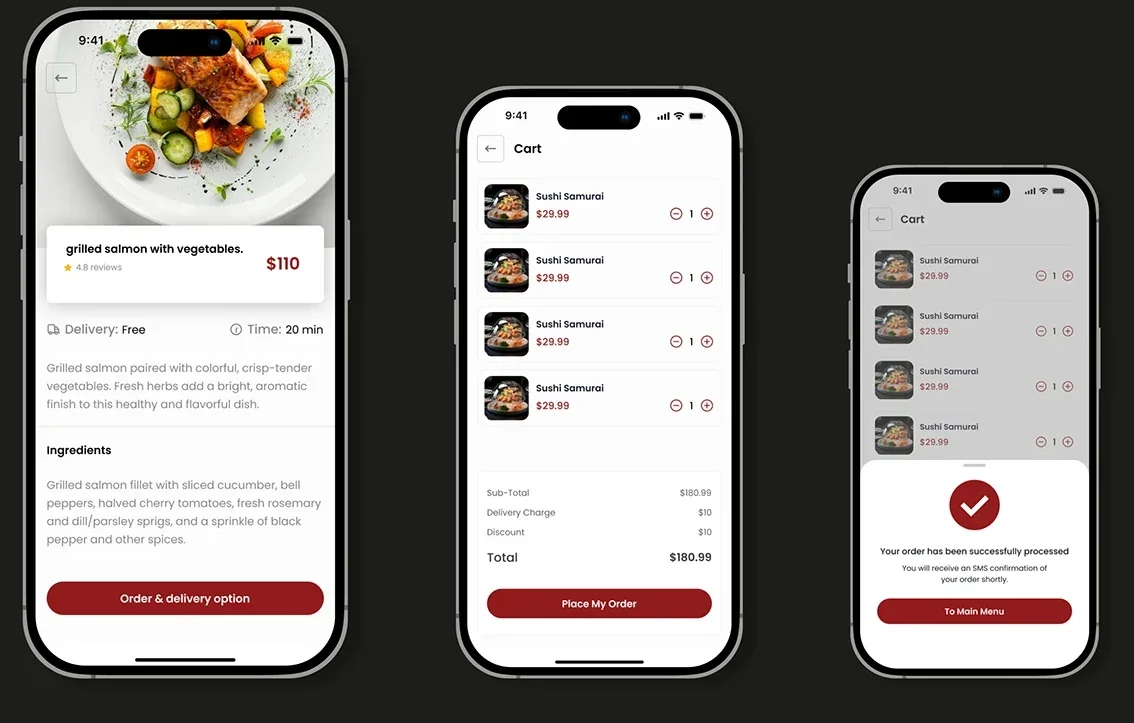 9:41
grilled salmon with vegetables.
4.8 reviews
$110
Delivery: Free
Time: 20 min
Grilled salmon paired with colorful, crisp-tender
vegetables. Fresh herbs add a bright, aromatic
finish to this healthy and flavorful dish.
Ingredients
Grilled salmon fillet with sliced cucumber, bell
peppers, halved cherry tomatoes, fresh rosemary
and dill/parsley sprigs, and a sprinkle of black
pepper and other spices.
Order & delivery option
9:41
Cart
Sushi Samurai
$29.99
1
Sushi Samurai
$29.99
1
Sushi Samurai
$29.99
1
Sushi Samurai
$29.99
1
Sub-Total $180.99
Delivery Charge $10
Discount $10
Total $180.99
Place My Order
9:41
Cart
Sushi Samurai
$29.99
1
Sushi Samurai
$29.99
1
Sushi Samurai
$29.99
1
Sushi Samurai
$29.99
1
Your order has been successfully processed
You will receive an SMS confirmation of
your order shortly.
To Main Menu